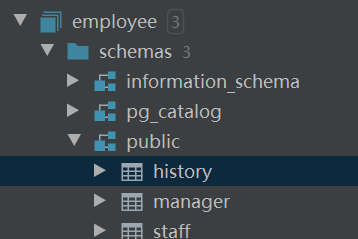 employee 3
schemas 3
information_schema
pg_catalog
public
history
manager
staff